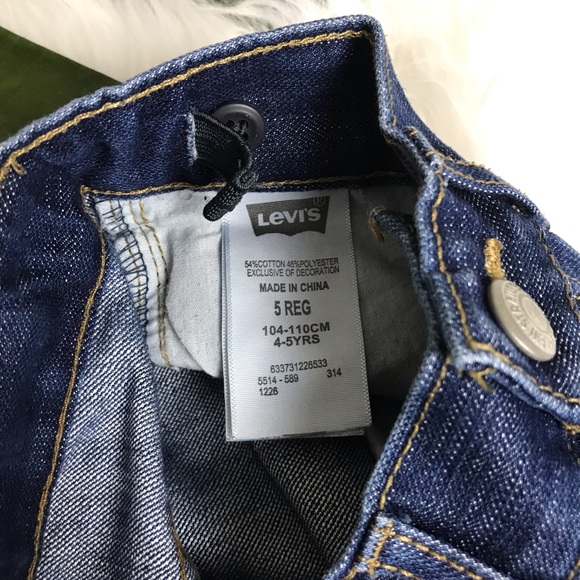 LEVI'S®
54%COTTON 46%POLYESTER
EXCLUSIVE OF DECORATION
MADE IN CHINA
5 REG
104-110CM
4-5YRS
633731226533
5514 - 589 314
1226